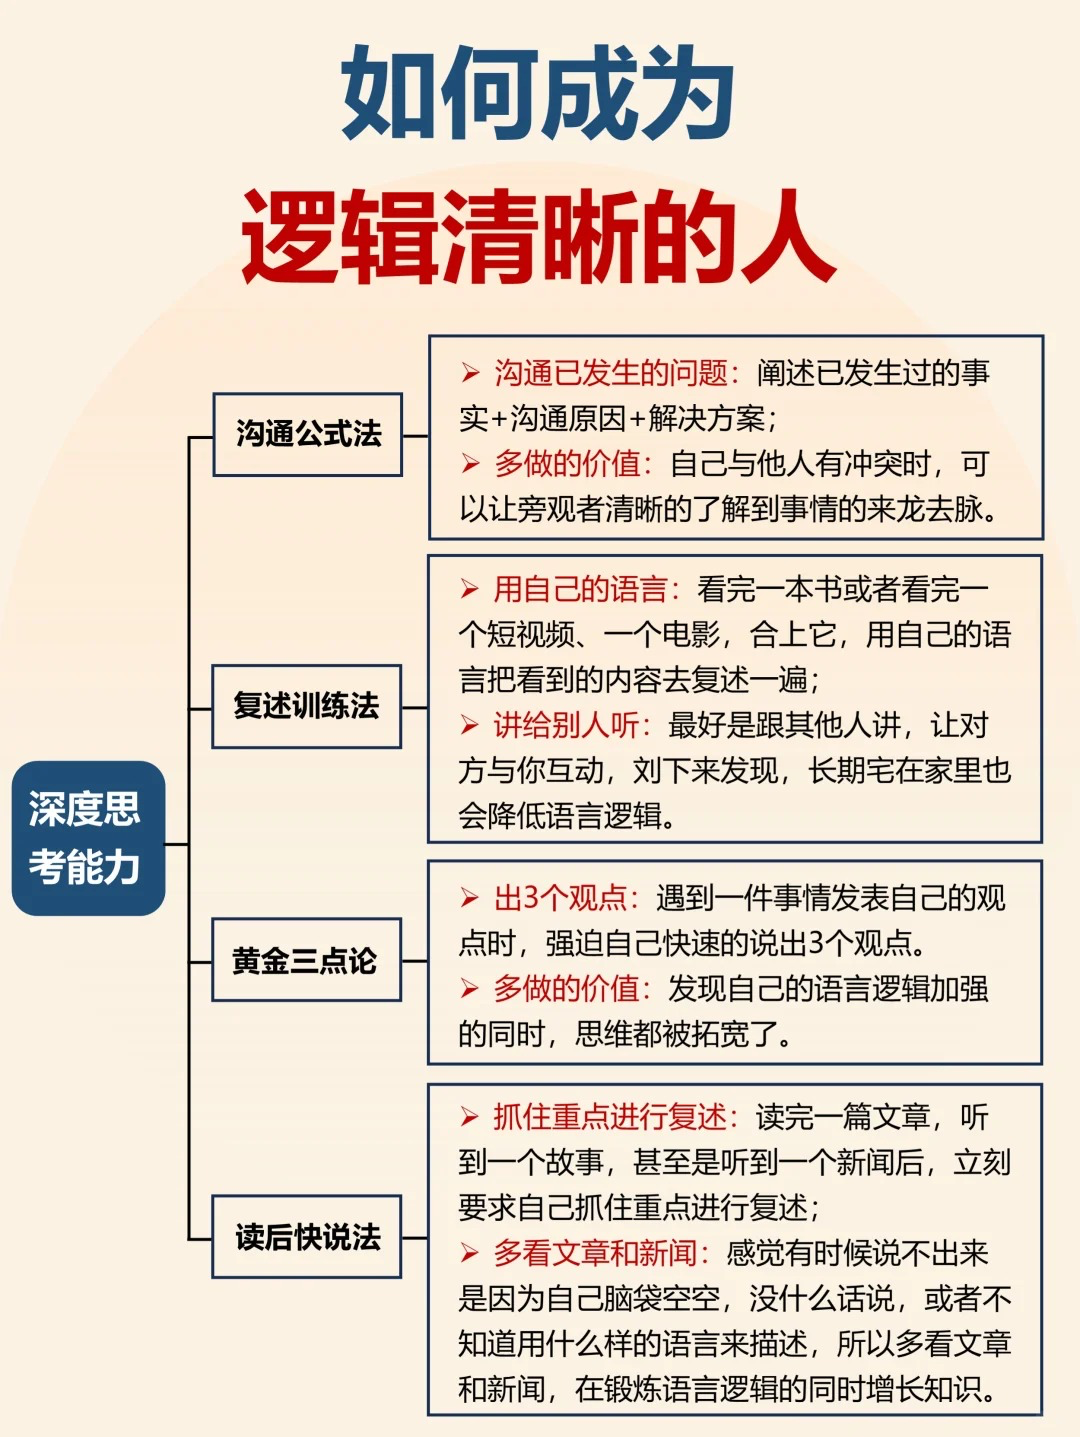 如何成为
逻辑清晰的人
深度思
考能力
沟通公式法
➢ 沟通已发生的问题：阐述已发生过的事
实+沟通原因+解决方案；
➢ 多做的价值：自己与他人有冲突时，可
以让旁观者清晰的了解到事情的来龙去脉。
复述训练法
➢ 用自己的语言：看完一本书或者看完一
个短视频、一个电影，合上它，用自己的语
言把看到的内容去复述一遍；
➢ 讲给别人听：最好是跟其他人讲，让对
方与你互动，刘下来发现，长期宅在家里也
会降低语言逻辑。
黄金三点论
➢ 出3个观点：遇到一件事情发表自己的观
点时，强迫自己快速的说出3个观点。
➢ 多做的价值：发现自己的语言逻辑加强
的同时，思维都被拓宽了。
读后快说法
➢ 抓住重点进行复述：读完一篇文章，听
到一个故事，甚至是听到一个新闻后，立刻
要求自己抓住重点进行复述；
➢ 多看文章和新闻：感觉有时候说不出来
是因为自己脑袋空空，没什么话说，或者不
知道用什么样的语言来描述，所以多看文章
和新闻，在锻炼语言逻辑的同时增长知识。